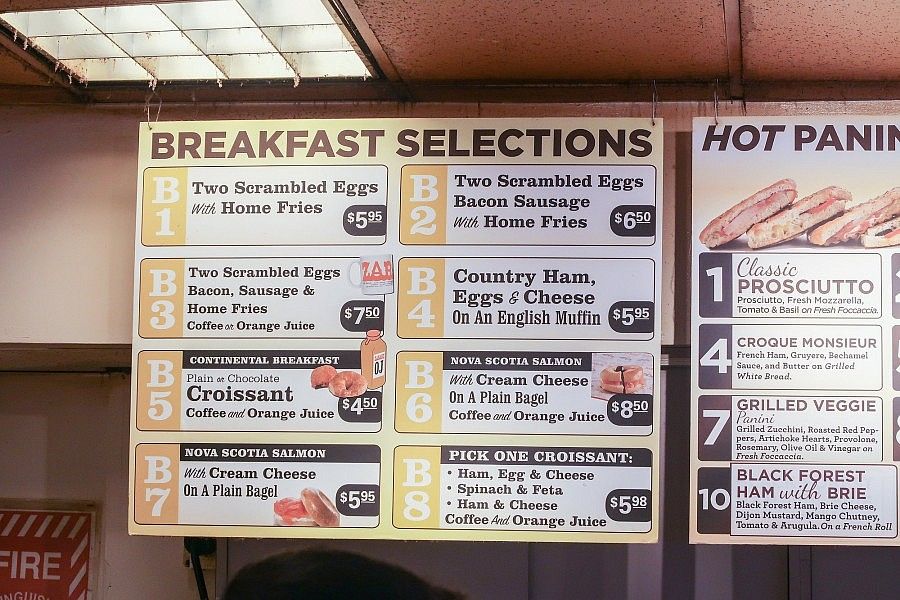 BREAKFAST SELECTIONS
B1
Two Scrambled Eggs
With Home Fries
$5.95
B2
Two Scrambled Eggs
Bacon Sausage
With Home Fries
$6.50
B3
Two Scrambled Eggs
Bacon, Sausage &
Home Fries
Coffee or Orange Juice
$7.50
ZAB
B4
Country Ham,
Eggs & Cheese
On An English Muffin
$5.95
B5
CONTINENTAL BREAKFAST
Plain or Chocolate
Croissant
Coffee and Orange Juice
$4.50
OJ
B6
NOVA SCOTIA SALMON
With Cream Cheese
On A Plain Bagel
Coffee and Orange Juice
$8.50
B7
NOVA SCOTIA SALMON
With Cream Cheese
On A Plain Bagel
$5.95
B8
PICK ONE CROISSANT:
• Ham, Egg & Cheese
• Spinach & Feta
• Ham & Cheese
Coffee And Orange Juice
$5.98
HOT PANIN
1
Classic
PROSCIUTTO
Prosciutto, Fresh Mozzarella,
Tomato & Basil on Fresh Foccaccia.
4
CROQUE MONSIEUR
French Ham, Gruyere, Bechamel
Sauce, and Butter on Grilled
White Bread.
7
GRILLED VEGGIE
Panini
Grilled Zucchini, Roasted Red Pep-
pers, Artichoke Hearts, Provolone,
Rosemary, Olive Oil & Vinegar on
Fresh Foccaccia.
10
BLACK FOREST
HAM with BRIE
Black Forest Ham, Brie Cheese,
Dijon Mustard, Mango Chutney,
Tomato & Arugula. On a French Roll
FIRE